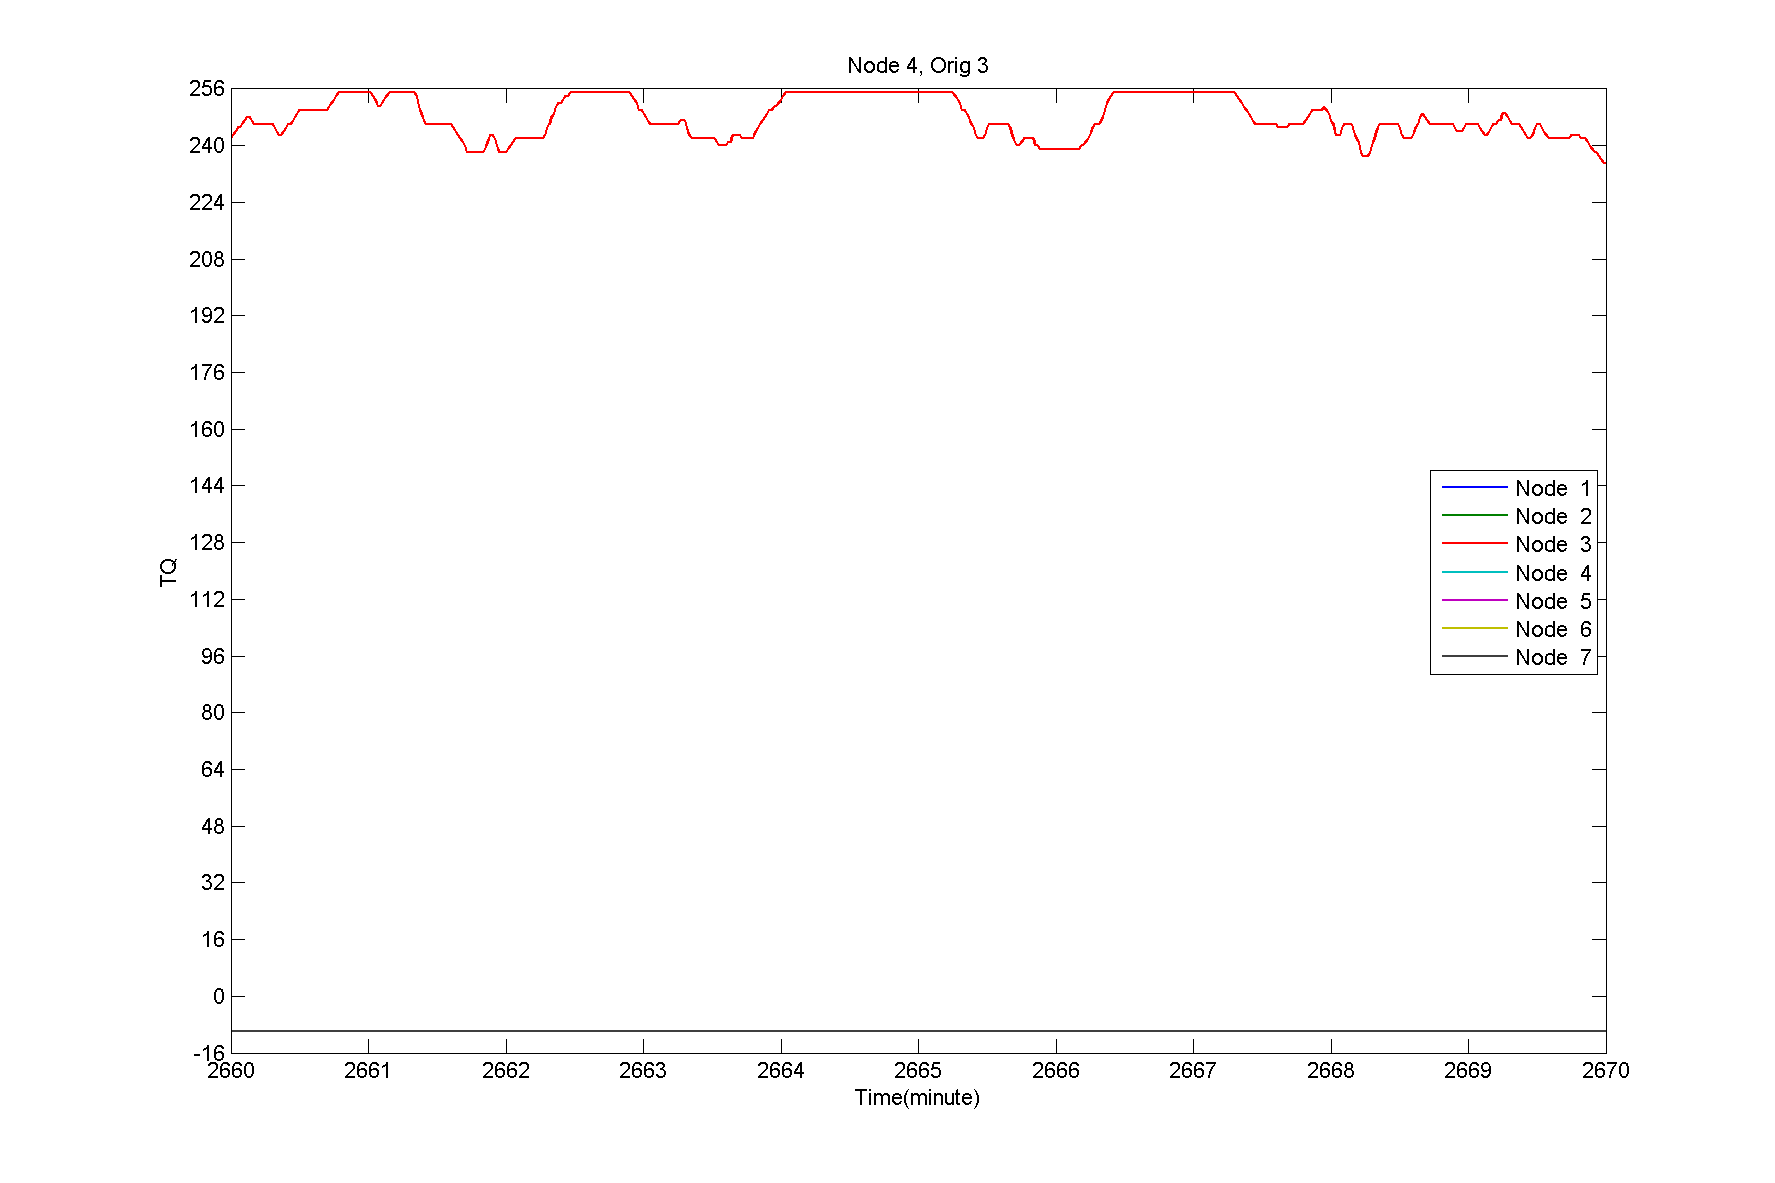 Node 4, Orig 3
256
240
224
208
192
176
160
144
128
112
96
80
64
48
32
16
0
-16
TQ
Node 1
Node 2
Node 3
Node 4
Node 5
Node 6
Node 7
2660 2661 2662 2663 2664 2665 2666 2667 2668 2669 2670
Time(minute)